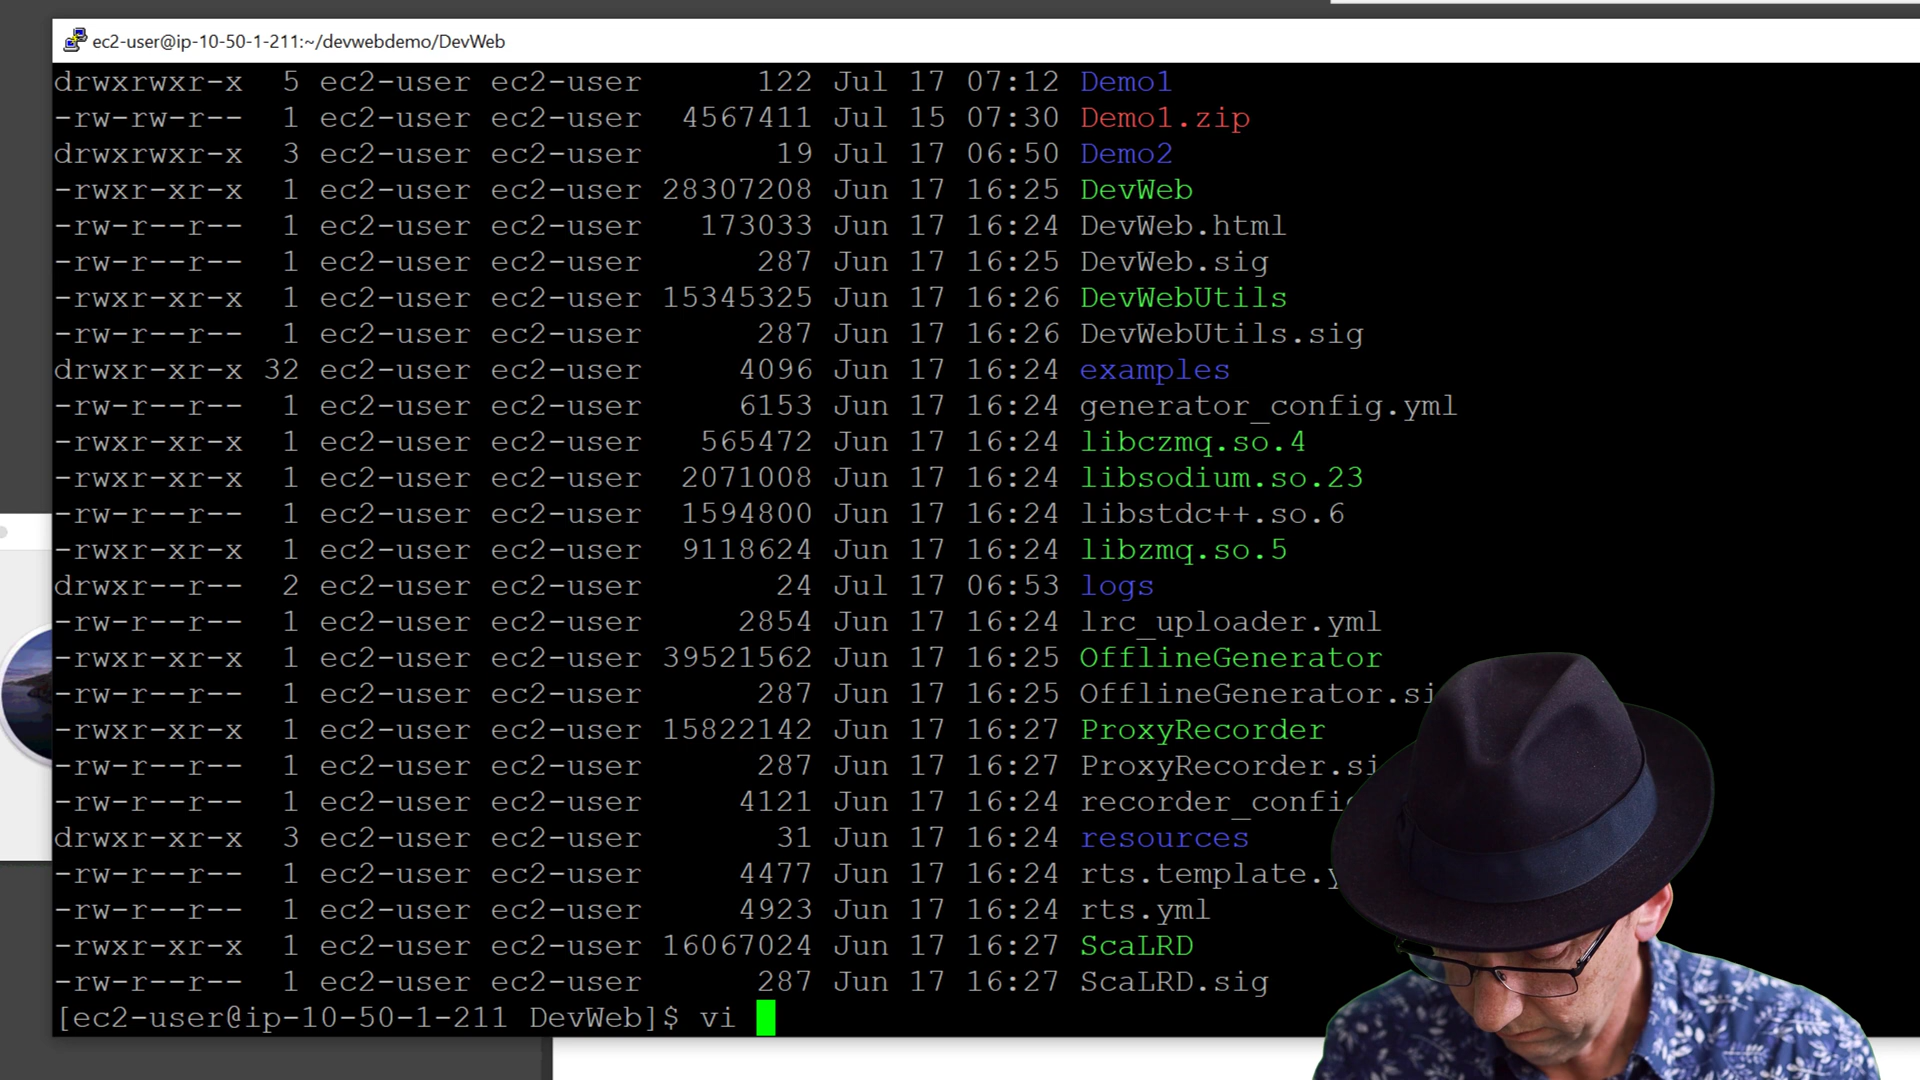 ec2-user@ip-10-50-1-211:~/devwebdemo/DevWeb
drwxrwxr-x 5 ec2-user ec2-user 122 Jul 17 07:12 Demo1
-rw-rw-r-- 1 ec2-user ec2-user 4567411 Jul 15 07:30 Demo1.zip
drwxrwxr-x 3 ec2-user ec2-user 19 Jul 17 06:50 Demo2
-rwxr-xr-x 1 ec2-user ec2-user 28307208 Jun 17 16:25 DevWeb
-rw-r--r-- 1 ec2-user ec2-user 173033 Jun 17 16:24 DevWeb.html
-rw-r--r-- 1 ec2-user ec2-user 287 Jun 17 16:25 DevWeb.sig
-rwxr-xr-x 1 ec2-user ec2-user 15345325 Jun 17 16:26 DevWebUtils
-rw-r--r-- 1 ec2-user ec2-user 287 Jun 17 16:26 DevWebUtils.sig
drwxr-xr-x 32 ec2-user ec2-user 4096 Jun 17 16:24 examples
-rw-r--r-- 1 ec2-user ec2-user 6153 Jun 17 16:24 generator_config.yml
-rwxr-xr-x 1 ec2-user ec2-user 565472 Jun 17 16:24 libczmq.so.4
-rwxr-xr-x 1 ec2-user ec2-user 2071008 Jun 17 16:24 libsodium.so.23
-rw-r--r-- 1 ec2-user ec2-user 1594800 Jun 17 16:24 libstdc++.so.6
-rwxr-xr-x 1 ec2-user ec2-user 9118624 Jun 17 16:24 libzmq.so.5
drwxr--r-- 2 ec2-user ec2-user 24 Jul 17 06:53 logs
-rw-r--r-- 1 ec2-user ec2-user 2854 Jun 17 16:24 lrc_uploader.yml
-rwxr-xr-x 1 ec2-user ec2-user 39521562 Jun 17 16:25 OfflineGenerator
-rw-r--r-- 1 ec2-user ec2-user 287 Jun 17 16:25 OfflineGenerator.si
-rwxr-xr-x 1 ec2-user ec2-user 15822142 Jun 17 16:27 ProxyRecorder
-rw-r--r-- 1 ec2-user ec2-user 287 Jun 17 16:27 ProxyRecorder.si
-rw-r--r-- 1 ec2-user ec2-user 4121 Jun 17 16:24 recorder_config
drwxr-xr-x 3 ec2-user ec2-user 31 Jun 17 16:24 resources
-rw-r--r-- 1 ec2-user ec2-user 4477 Jun 17 16:24 rts.template.y
-rw-r--r-- 1 ec2-user ec2-user 4923 Jun 17 16:24 rts.yml
-rwxr-xr-x 1 ec2-user ec2-user 16067024 Jun 17 16:27 ScaLRD
-rw-r--r-- 1 ec2-user ec2-user 287 Jun 17 16:27 ScaLRD.sig
[ec2-user@ip-10-50-1-211 DevWeb]$ vi